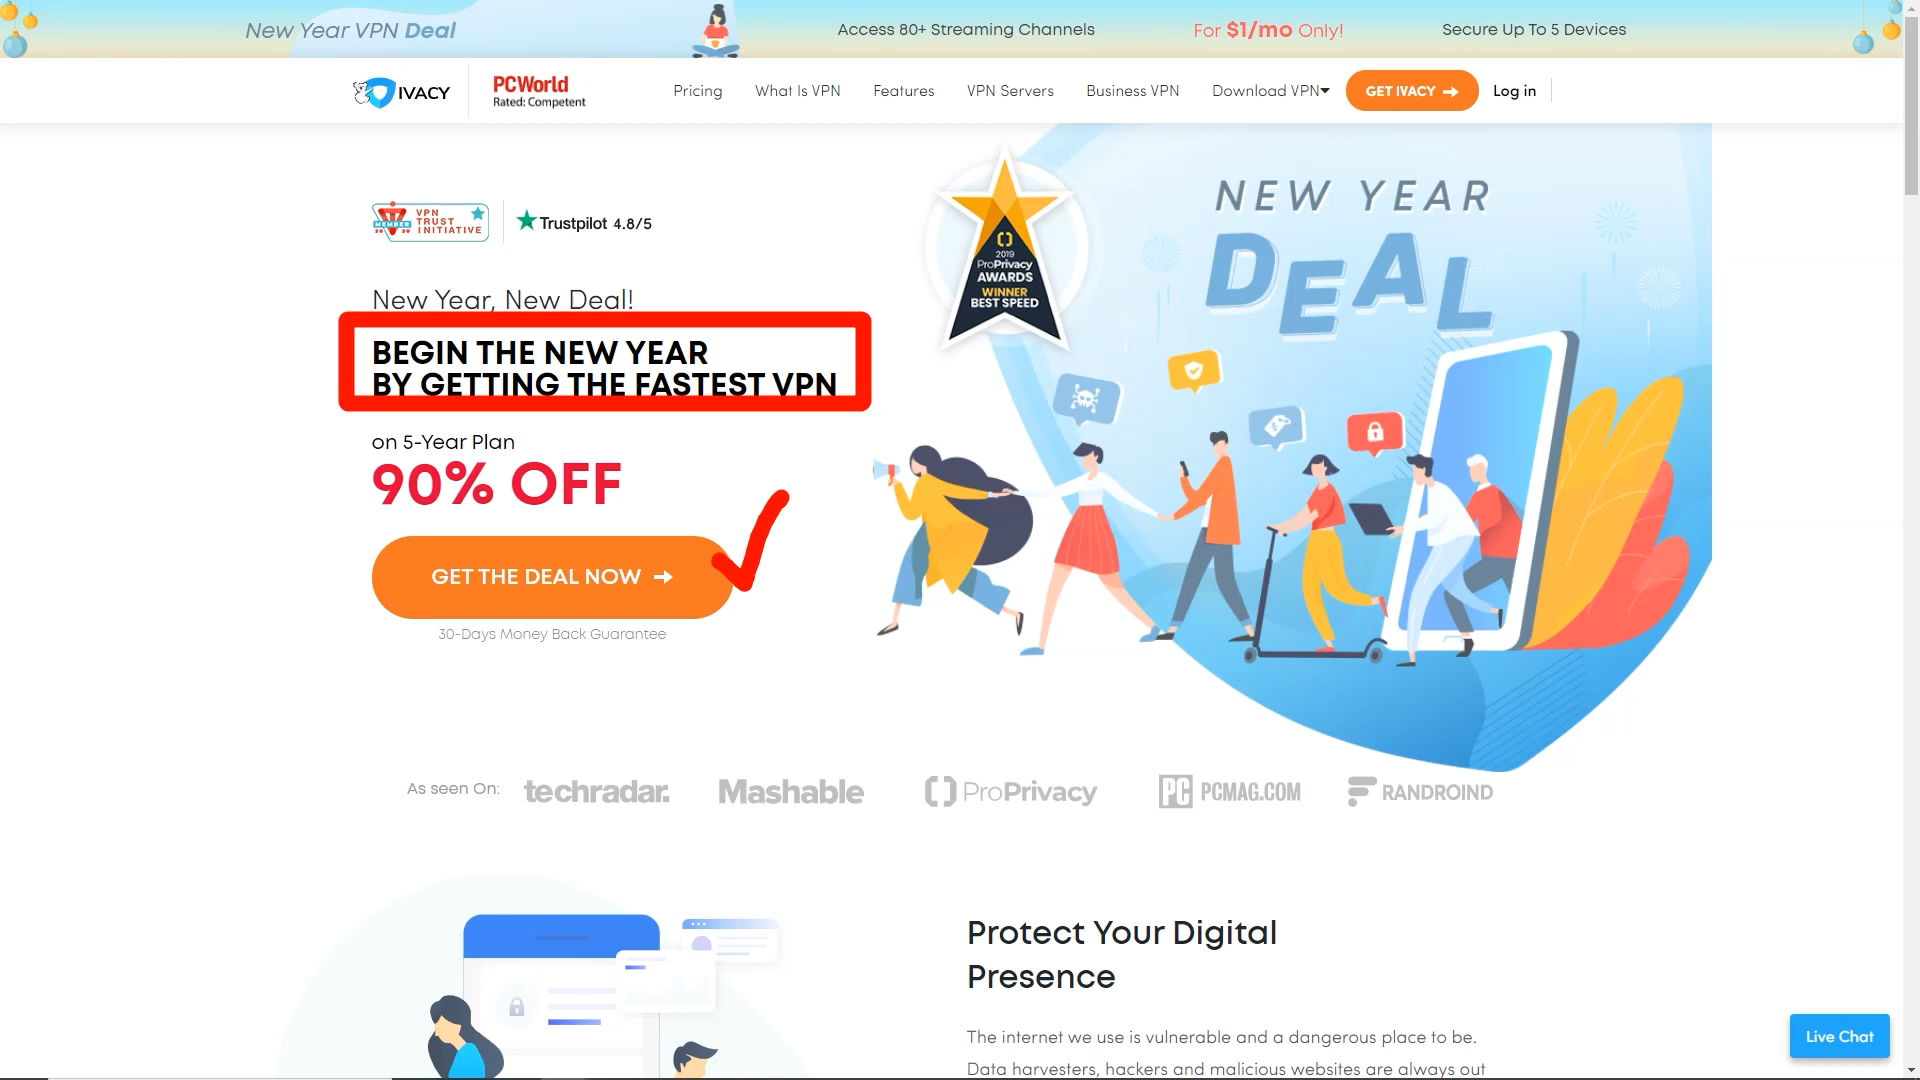 New Year VPN Deal
Access 80+ Streaming Channels
For $1/mo Only!
Secure Up To 5 Devices
IVACY
PCWorld
Rated: Competent
Pricing
What Is VPN
Features
VPN Servers
Business VPN
Download VPN
GET IVACY
Log in
MEMBER
2020
VPN
TRUST
INITIATIVE
Trustpilot 4.8/5
2019
ProPrivacy
AWARDS
WINNER
BEST SPEED
NEW YEAR
DEAL
New Year, New Deal!
BEGIN THE NEW YEAR
BY GETTING THE FASTEST VPN
on 5-Year Plan
90% OFF
GET THE DEAL NOW
30-Days Money Back Guarantee
As seen On:
techradar.
Mashable
ProPrivacy
PC PCMAG.COM
RANDROIND
Protect Your Digital
Presence
The internet we use is vulnerable and a dangerous place to be.
Data harvesters, hackers and malicious websites are always out
Live Chat